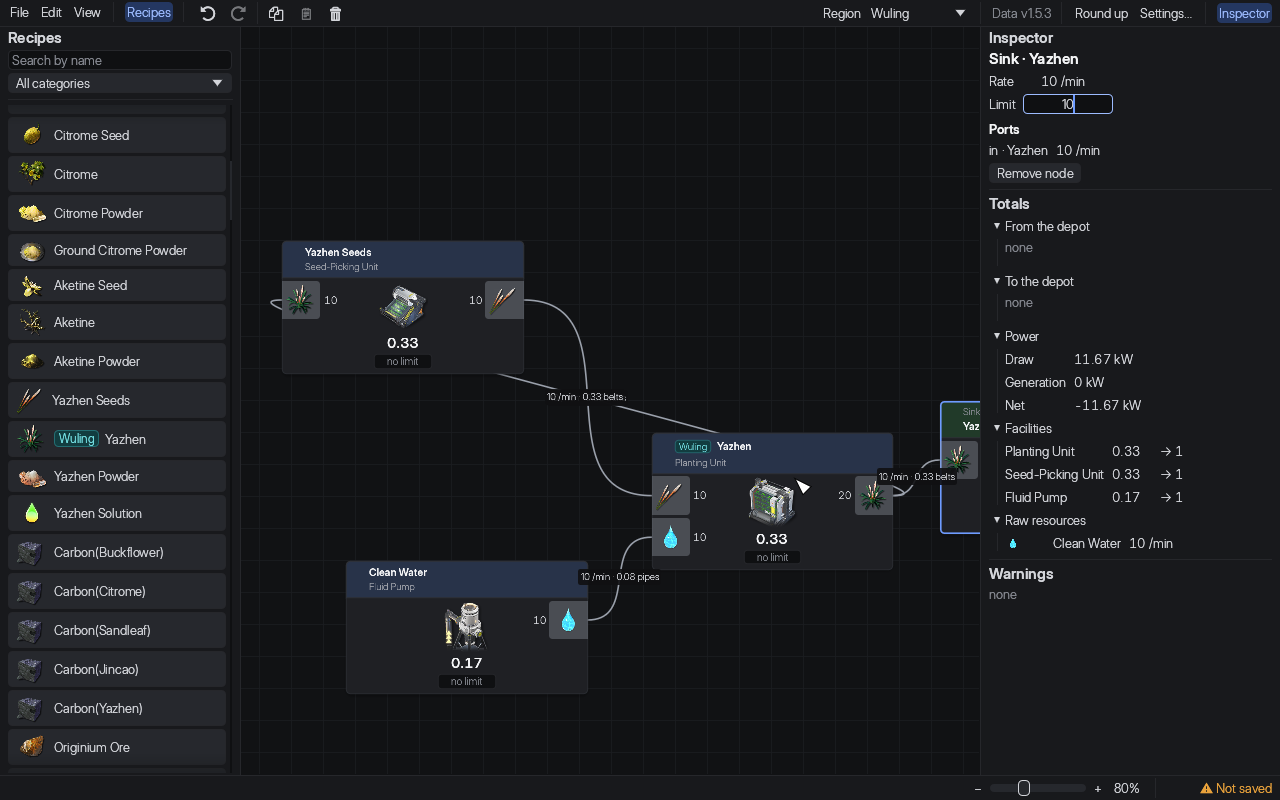 File Edit View Recipes Region Wuling Data v1.5.3 Round up Settings... Inspector
Recipes
Search by name
All categories
Citrome Seed
Citrome
Citrome Powder
Ground Citrome Powder
Aketine Seed
Aketine
Aketine Powder
Yazhen Seeds
Wuling Yazhen
Yazhen Powder
Yazhen Solution
Carbon(Buckflower)
Carbon(Citrome)
Carbon(Sandleaf)
Carbon(Jincao)
Carbon(Yazhen)
Originium Ore
Yazhen Seeds
Seed-Picking Unit
10 10
0.33
no limit
10 /min · 0.33 belts
Wuling Yazhen
Planting Unit
10 20
10
0.33
no limit
10 /min · 0.33 belts
Sink
Yaz
10 /min · 0.08 pipes
Clean Water
Fluid Pump
10
0.17
no limit
Inspector
Sink · Yazhen
Rate 10 /min
Limit 10
Ports
in · Yazhen 10 /min
Remove node
Totals
From the depot
none
To the depot
none
Power
Draw 11.67 kW
Generation 0 kW
Net -11.67 kW
Facilities
Planting Unit 0.33 → 1
Seed-Picking Unit 0.33 → 1
Fluid Pump 0.17 → 1
Raw resources
Clean Water 10 /min
Warnings
none
− + 80% Not saved